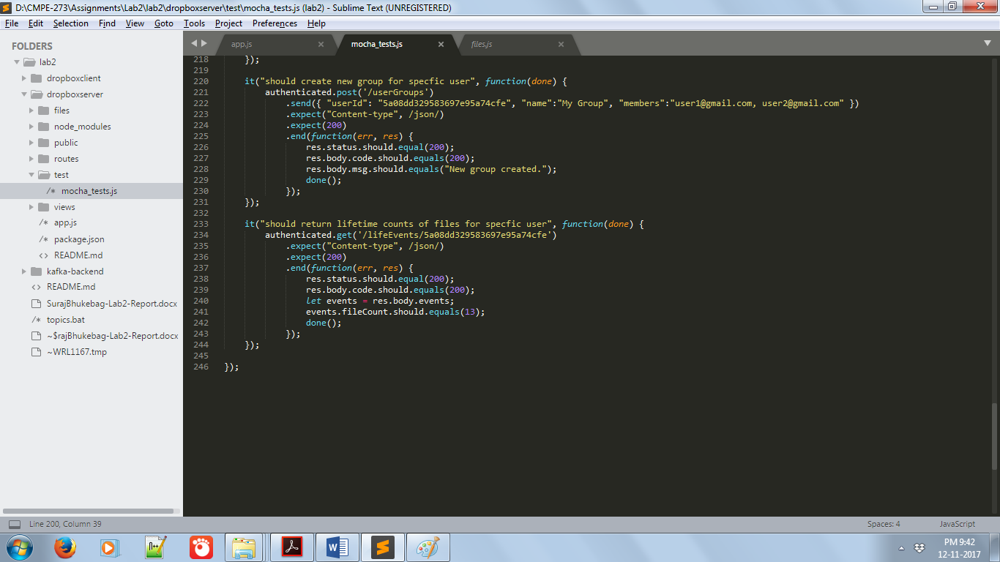 D:\CMPE-273\Assignments\Lab2\lab2\dropboxserver\test\mocha_tests.js (lab2) - Sublime Text (UNREGISTERED)
File Edit Selection Find View Goto Tools Project Preferences Help
FOLDERS
lab2
dropboxclient
dropboxserver
files
node_modules
public
routes
test
/* mocha_tests.js
views
/* app.js
/* package.json
<> README.md
kafka-backend
<> README.md
SurajBhukebag-Lab2-Report.docx
/* topics.bat
~$rajBhukebag-Lab2-Report.docx
~WRL1167.tmp
app.js mocha_tests.js files.js
218 });
219
220 it("should create new group for specfic user", function(done) {
221 authenticated.post('/userGroups')
222 .send({ "userId": "5a08dd329583697e95a74cfe", "name":"My Group", "members":"user1@gmail.com, user2@gmail.com" })
223 .expect("Content-type", /json/)
224 .expect(200)
225 .end(function(err, res) {
226 res.status.should.equal(200);
227 res.body.code.should.equals(200);
228 res.body.msg.should.equals("New group created.");
229 done();
230 });
231 });
232
233 it("should return lifetime counts of files for specfic user", function(done) {
234 authenticated.get('/lifeEvents/5a08dd329583697e95a74cfe')
235 .expect("Content-type", /json/)
236 .expect(200)
237 .end(function(err, res) {
238 res.status.should.equal(200);
239 res.body.code.should.equals(200);
240 let events = res.body.events;
241 events.fileCount.should.equals(13);
242 done();
243 });
244 });
245
246 });
Line 200, Column 39 Spaces: 4 JavaScript
PM 9:42
12-11-2017